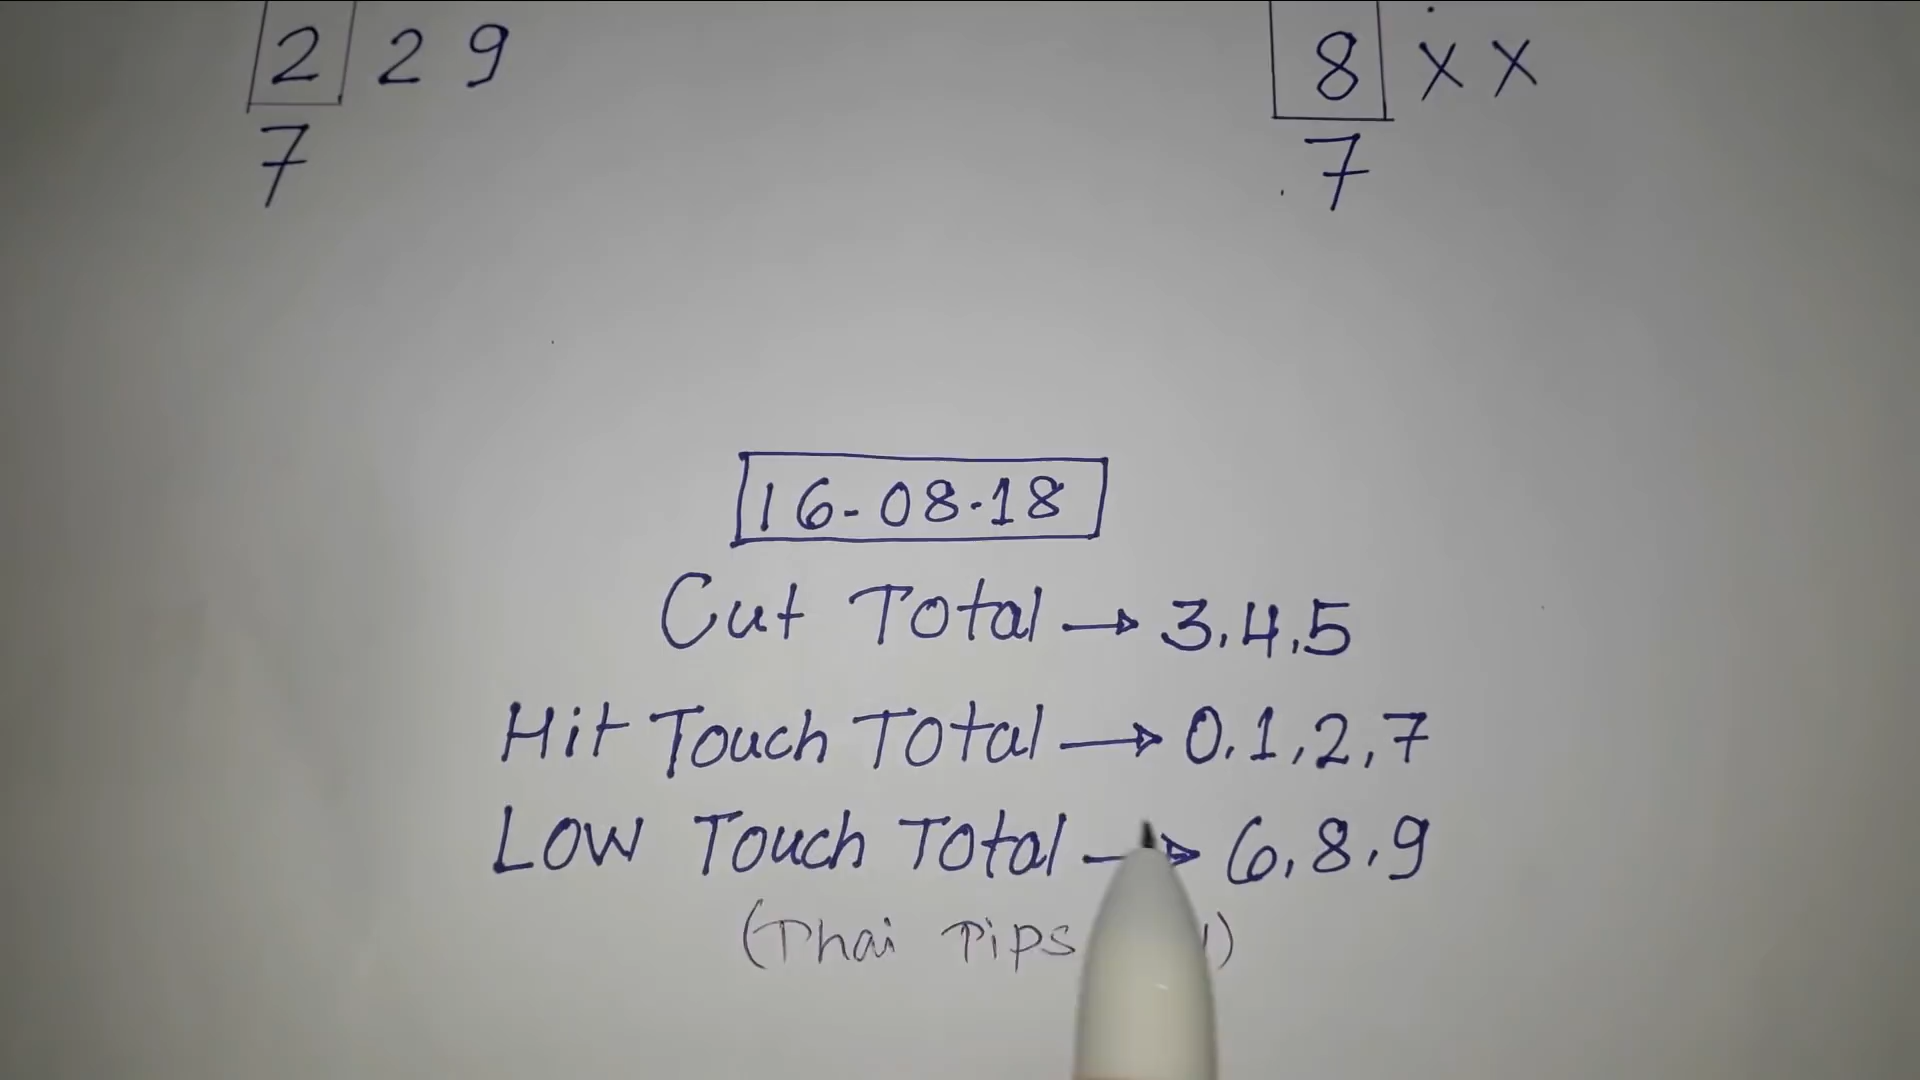 2 2 9
8 X X
7
7
16-08-18
Cut Total → 3,4,5
Hit Touch Total → 0,1,2,7
Low Touch Total → 6,8,9
(Thai Tips